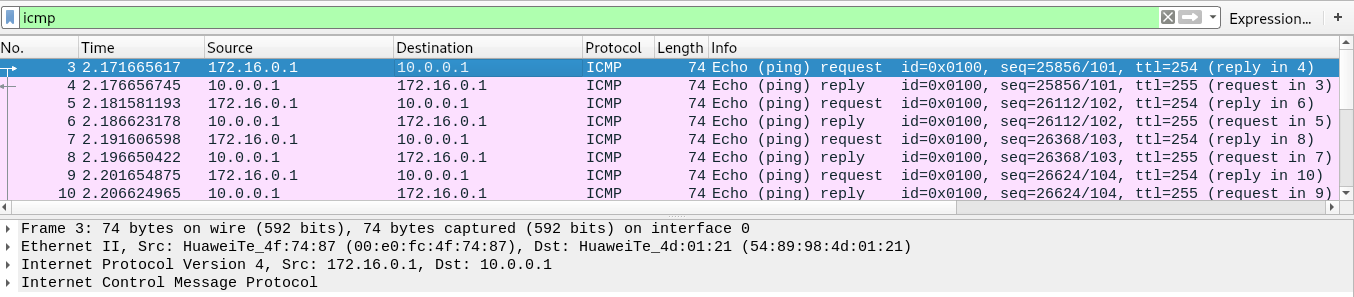 icmp Expression... +
No. Time Source Destination Protocol Length Info
3 2.171665617 172.16.0.1 10.0.0.1 ICMP 74 Echo (ping) request id=0x0100, seq=25856/101, ttl=254 (reply in 4)
4 2.176656745 10.0.0.1 172.16.0.1 ICMP 74 Echo (ping) reply id=0x0100, seq=25856/101, ttl=255 (request in 3)
5 2.181581193 172.16.0.1 10.0.0.1 ICMP 74 Echo (ping) request id=0x0100, seq=26112/102, ttl=254 (reply in 6)
6 2.186623178 10.0.0.1 172.16.0.1 ICMP 74 Echo (ping) reply id=0x0100, seq=26112/102, ttl=255 (request in 5)
7 2.191606598 172.16.0.1 10.0.0.1 ICMP 74 Echo (ping) request id=0x0100, seq=26368/103, ttl=254 (reply in 8)
8 2.196650422 10.0.0.1 172.16.0.1 ICMP 74 Echo (ping) reply id=0x0100, seq=26368/103, ttl=255 (request in 7)
9 2.201654875 172.16.0.1 10.0.0.1 ICMP 74 Echo (ping) request id=0x0100, seq=26624/104, ttl=254 (reply in 10)
10 2.206624965 10.0.0.1 172.16.0.1 ICMP 74 Echo (ping) reply id=0x0100, seq=26624/104, ttl=255 (request in 9)
Frame 3: 74 bytes on wire (592 bits), 74 bytes captured (592 bits) on interface 0
Ethernet II, Src: HuaweiTe_4f:74:87 (00:e0:fc:4f:74:87), Dst: HuaweiTe_4d:01:21 (54:89:98:4d:01:21)
Internet Protocol Version 4, Src: 172.16.0.1, Dst: 10.0.0.1
Internet Control Message Protocol